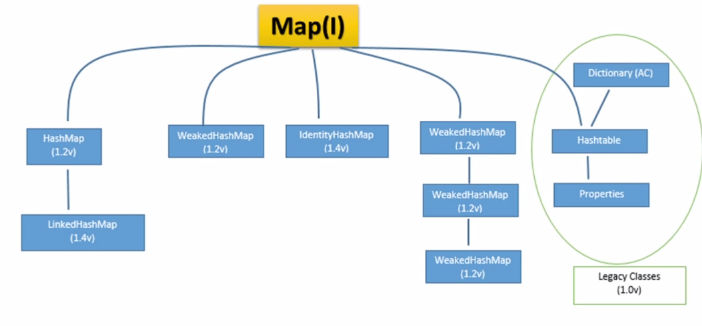 Map(I)
Dictionary (AC)
HashMap
(1.2v)
WeakedHashMap
(1.2v)
IdentityHashMap
(1.4v)
WeakedHashMap
(1.2v)
Hashtable
WeakedHashMap
(1.2v)
Properties
LinkedHashMap
(1.4v)
WeakedHashMap
(1.2v)
Legacy Classes
(1.0v)